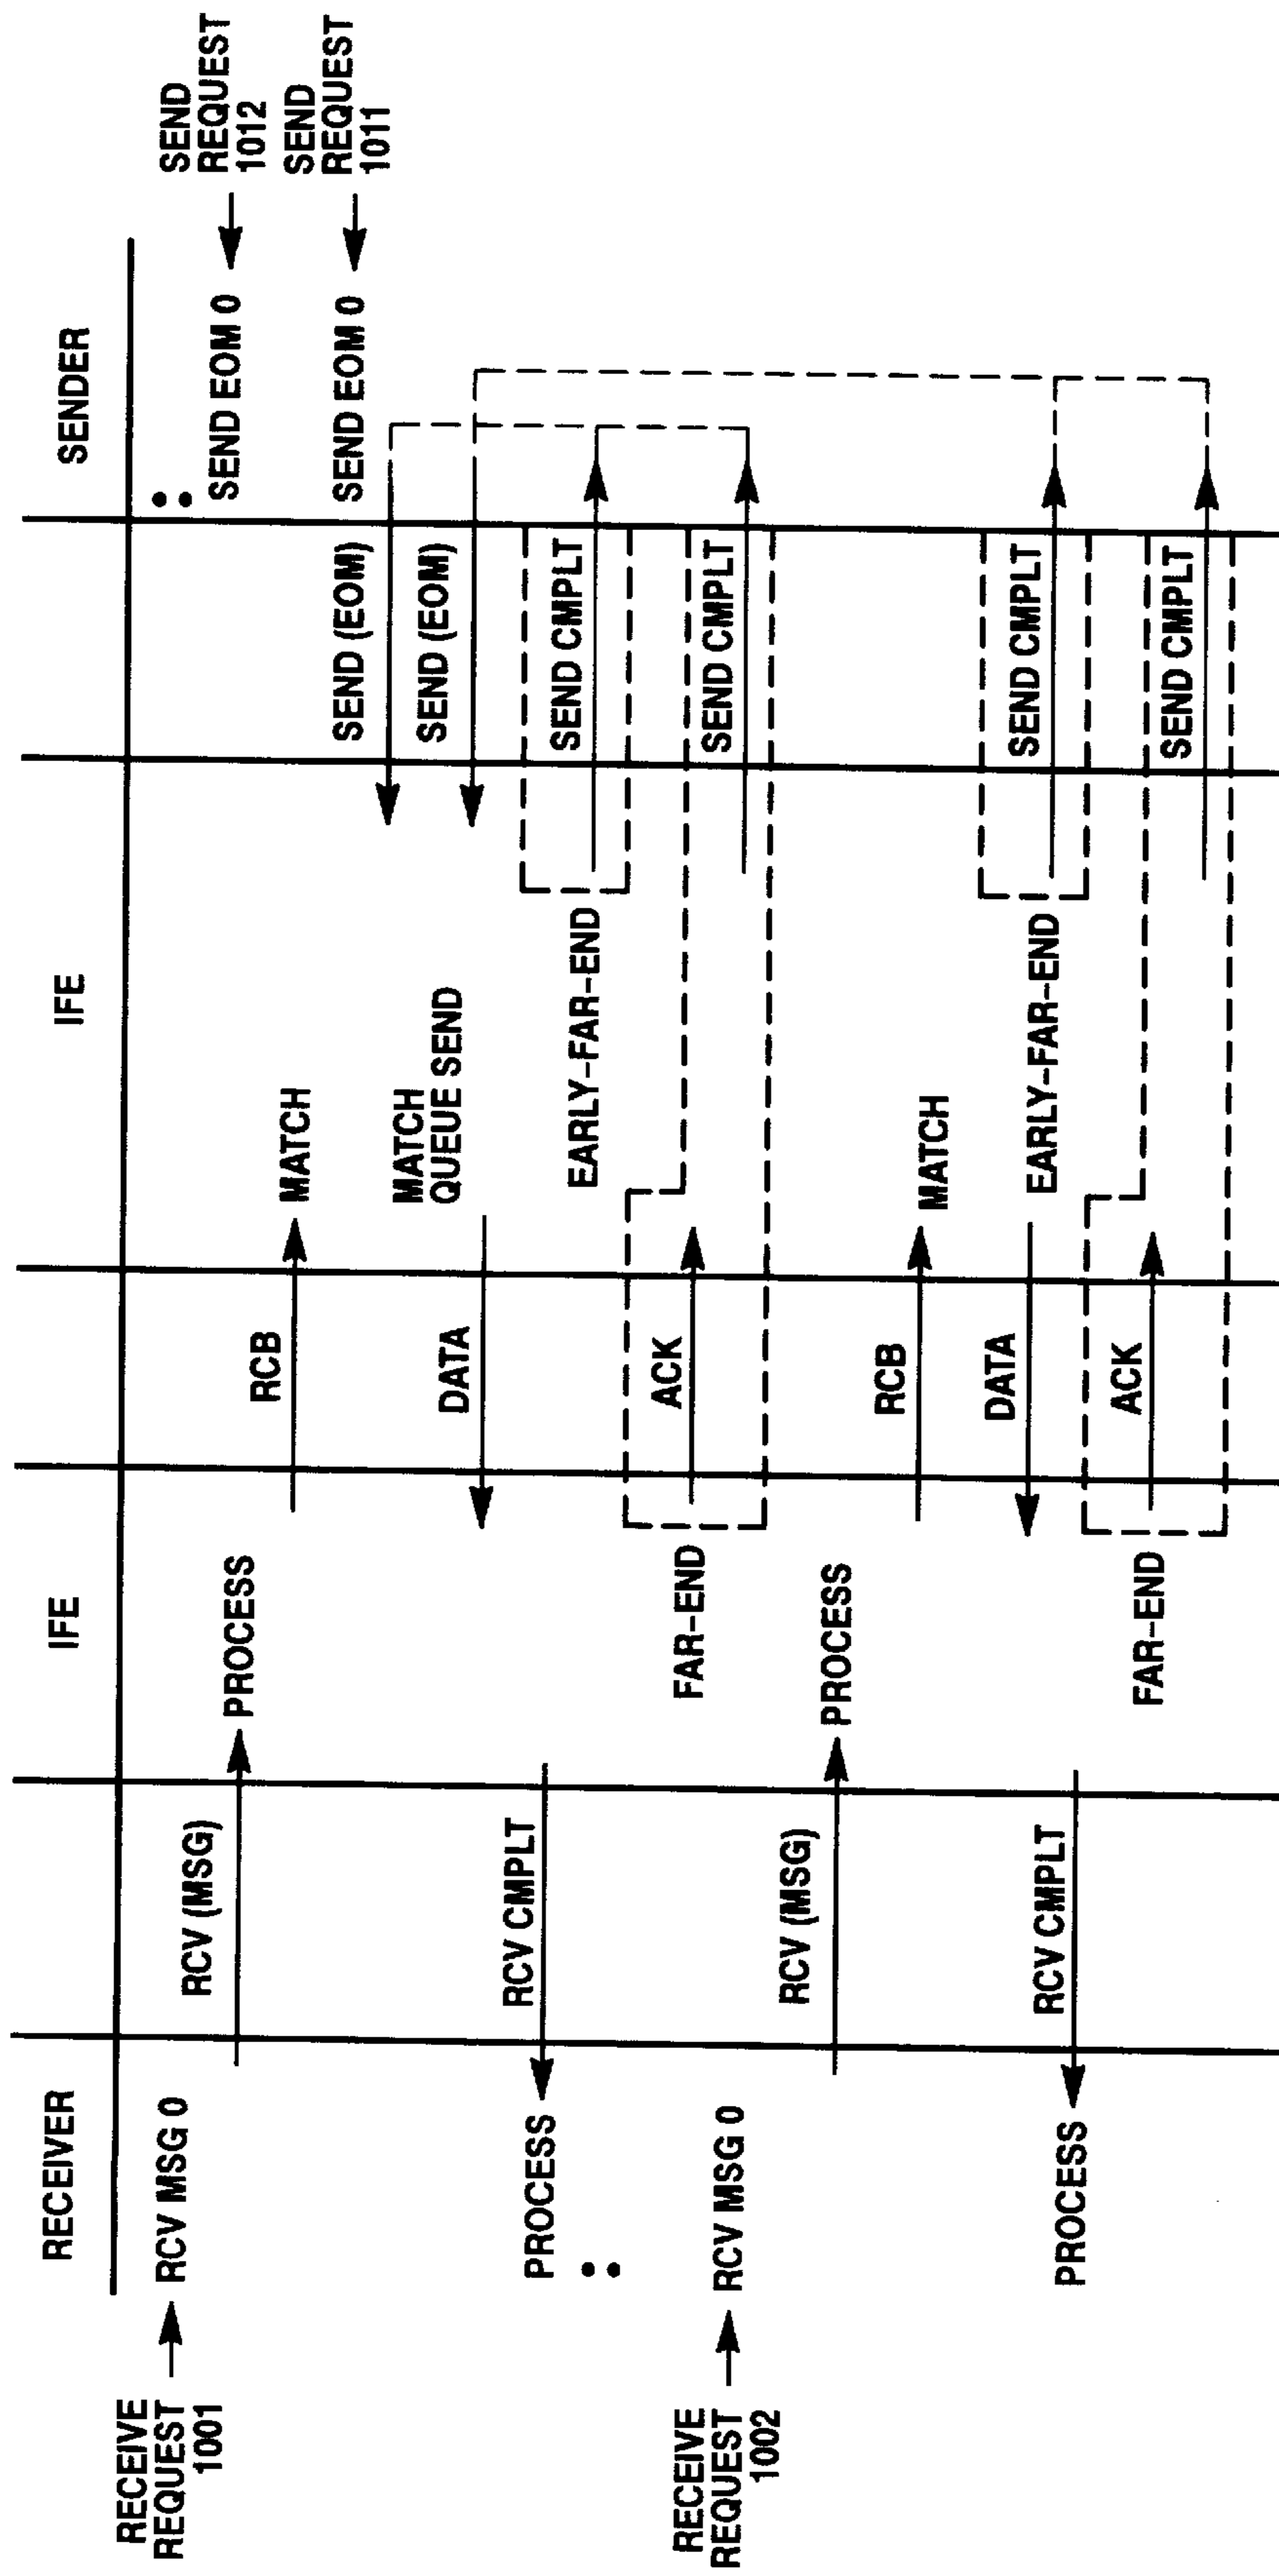 RECEIVER
IFE
IFE
SENDER
RECEIVE
REQUEST
1001
RCV MSG 0
SEND EOM 0
SEND
REQUEST
1012
RCV (MSG)
PROCESS
RCB
MATCH
SEND EOM 0
SEND
REQUEST
1011
SEND (EOM)
MATCH
QUEUE SEND
SEND (EOM)
DATA
RCV CMPLT
PROCESS
EARLY-FAR-END
SEND CMPLT
FAR-END
ACK
SEND CMPLT
RECEIVE
REQUEST
1002
RCV MSG 0
RCV (MSG)
PROCESS
RCB
MATCH
DATA
EARLY-FAR-END
SEND CMPLT
RCV CMPLT
PROCESS
FAR-END
ACK
SEND CMPLT